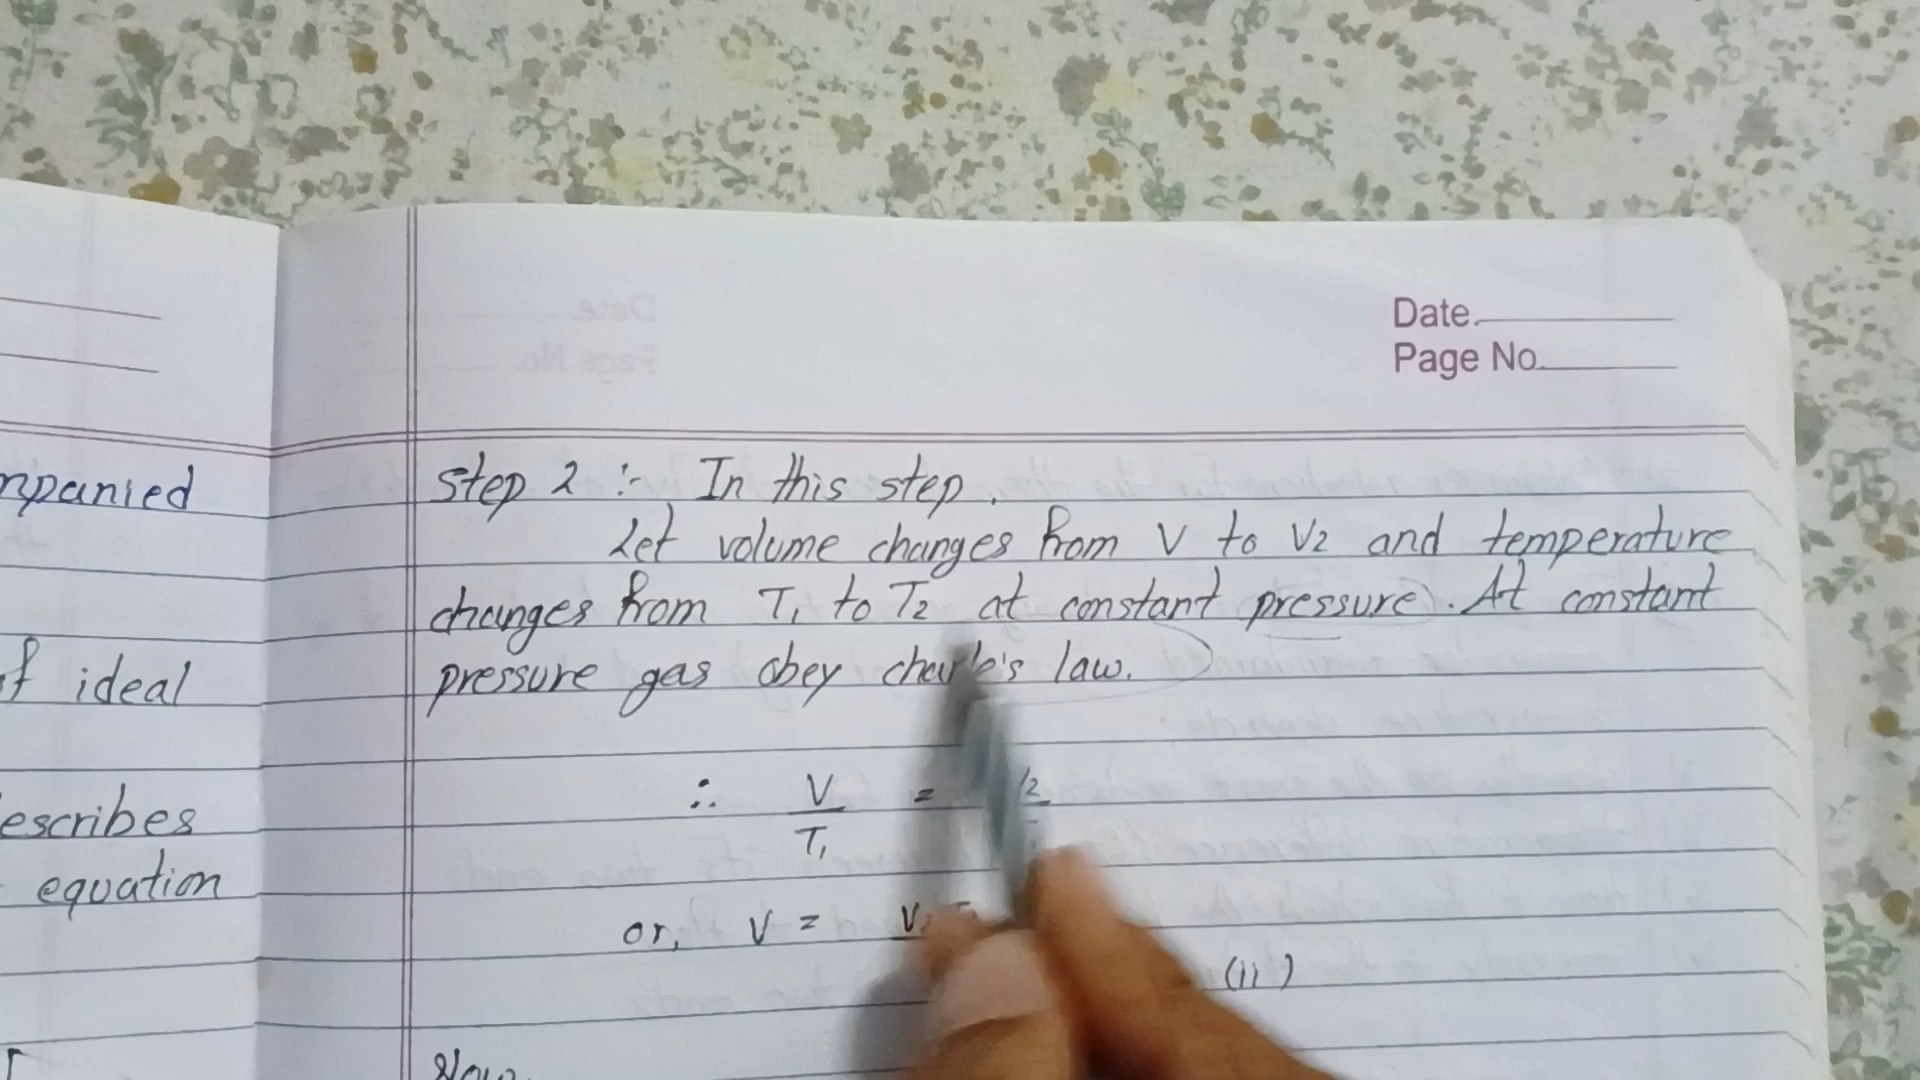 Date
Page No.
npanied
f ideal
escribes
equation
Step 2 :- In this step,
Let volume changes from V to V2 and temperature
changes from T1 to T2 at constant pressure. At constant
pressure gas obey charle's law.
∴ V/T1 =
or, V =
(ii)
Now,